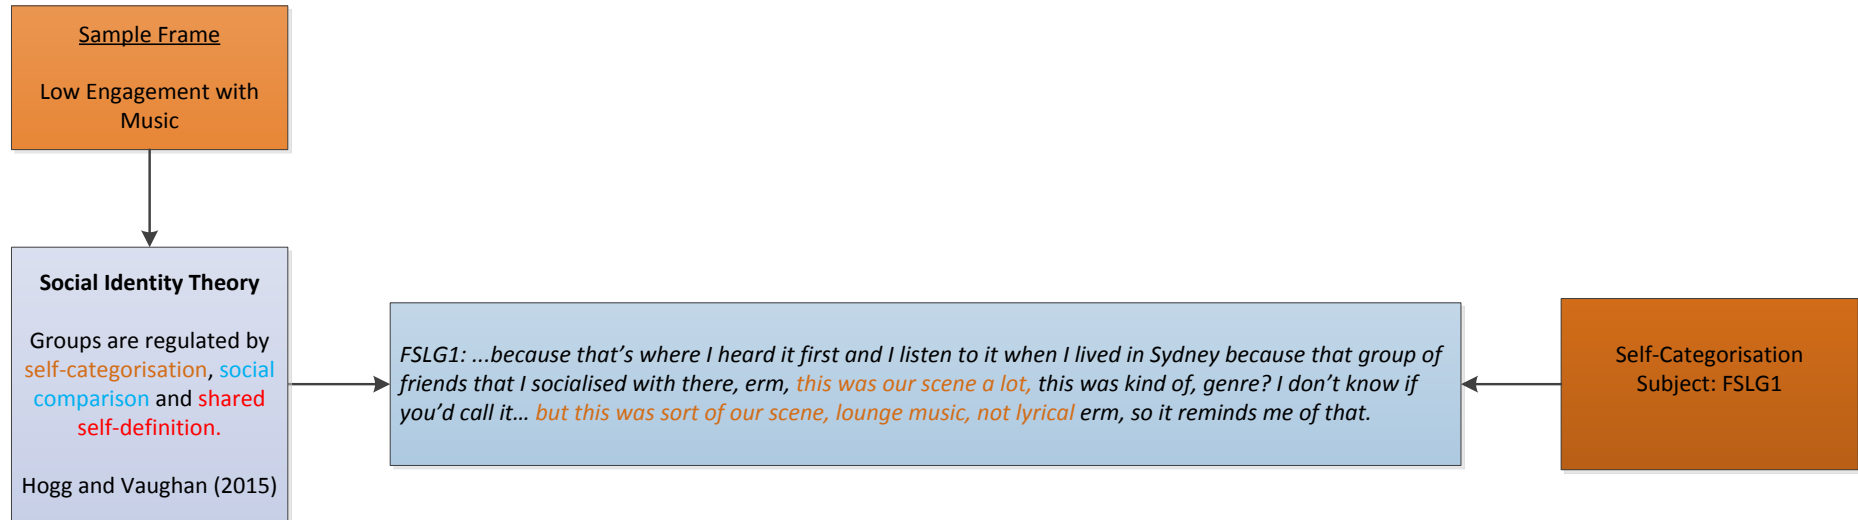 Sample Frame
Low Engagement with
Music
Social Identity Theory
Groups are regulated by
self-categorisation, social
comparison and shared
self-definition.
Hogg and Vaughan (2015)
FSLG1: ...because that’s where I heard it first and I listen to it when I lived in Sydney because that group of
friends that I socialised with there, erm, this was our scene a lot, this was kind of, genre? I don’t know if
you’d call it… but this was sort of our scene, lounge music, not lyrical erm, so it reminds me of that.
Self-Categorisation
Subject: FSLG1